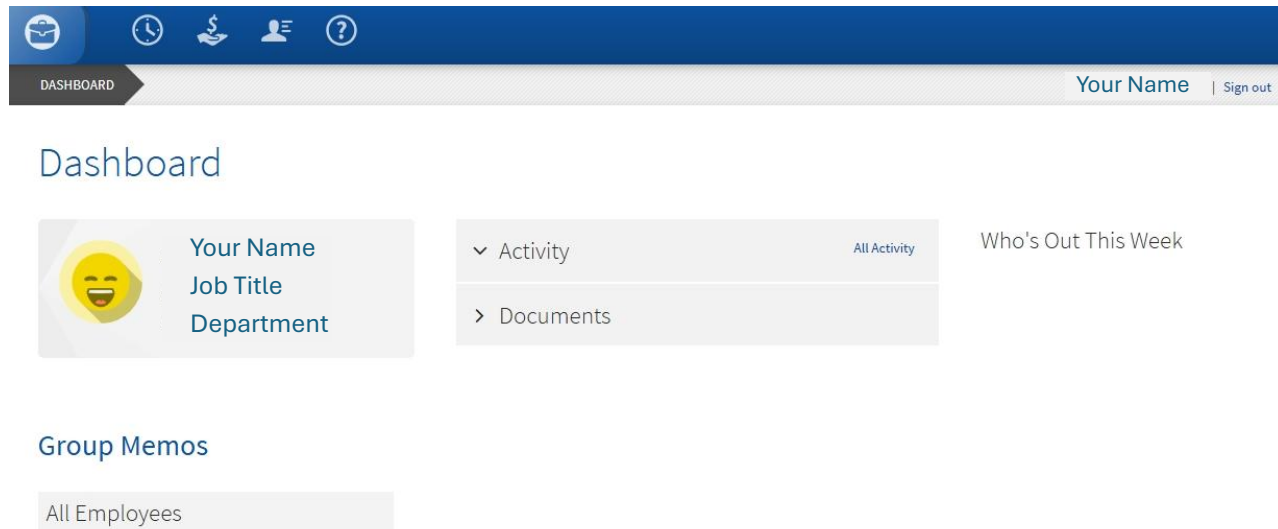 DASHBOARD
Your Name | Sign out
Dashboard
Your Name
Job Title
Department
Activity
All Activity
Documents
Who's Out This Week
Group Memos
All Employees